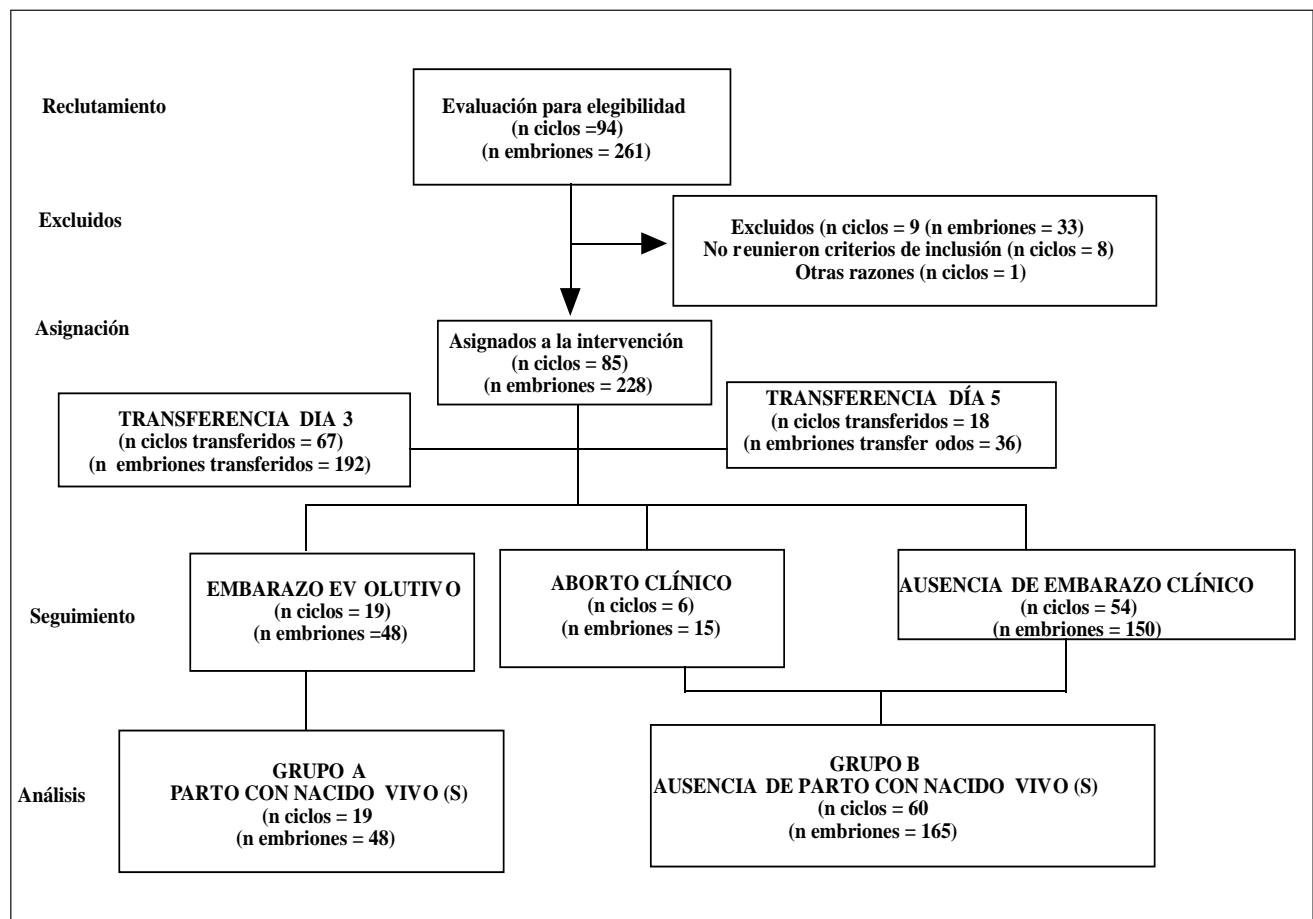 Reclutamiento
Evaluación para elegibilidad
(n ciclos =94)
(n embriones = 261)
Excluidos
Excluidos (n ciclos = 9 (n embriones = 33)
No reunieron criterios de inclusión (n ciclos = 8)
Otras razones (n ciclos = 1)
Asignación
Asignados a la intervención
(n ciclos = 85)
(n embriones = 228)
TRANSFERENCIA DIA 3
(n ciclos transferidos = 67)
(n embriones transferidos = 192)
TRANSFERENCIA DÍA 5
(n ciclos transferidos = 18
(n embriones transfer odos = 36)
Seguimiento
EMBARAZO EV OLUTIVO
(n ciclos = 19)
(n embriones =48)
ABORTO CLÍNICO
(n ciclos = 6)
(n embriones = 15)
AUSENCIA DE EMBARAZO CLÍNICO
(n ciclos = 54)
(n embriones = 150)
Análisis
GRUPO A
PARTO CON NACIDO VIVO (S)
(n ciclos = 19
(n embriones = 48)
GRUPO B
AUSENCIA DE PARTO CON NACIDO VIVO (S)
(n ciclos = 60
(n embriones = 165)